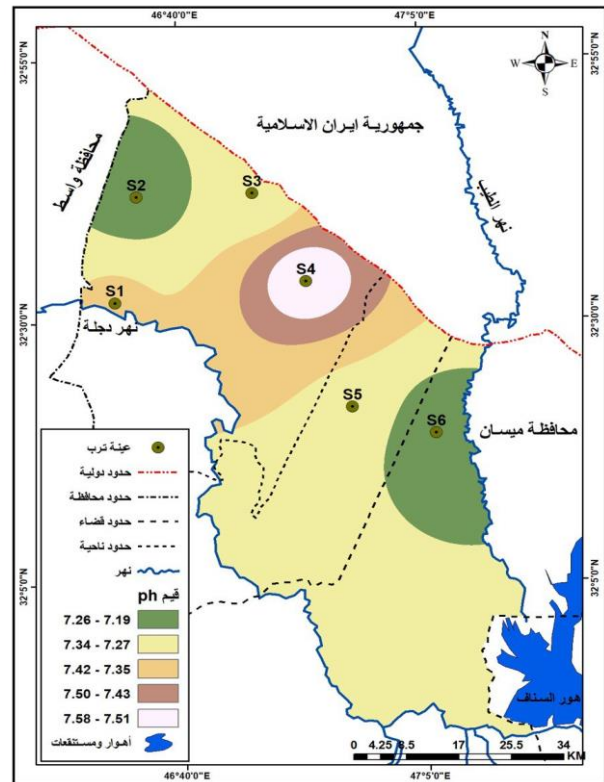 46°40'0"E
47°5'0"E
32°55'0"N
32°55'0"N
N
W E
S
جمهورية ايران الاسلامية
محافظة واسط
نهر الطيب
S2
S3
S4
S1
نهر دجلة
32°30'0"N
32°30'0"N
S5
S6
محافظة ميسان
عينة ترب
حدود دولية
حدود محافظة
حدود قضاء
حدود ناحية
نهر
قيم ph
7.26 - 7.19
7.34 - 7.27
7.42 - 7.35
7.50 - 7.43
7.58 - 7.51
أهوار ومستنقعات
32°5'0"N
32°5'0"N
هور السناف
0 4.25 8.5 17 25.5 34
KM
46°40'0"E
47°5'0"E